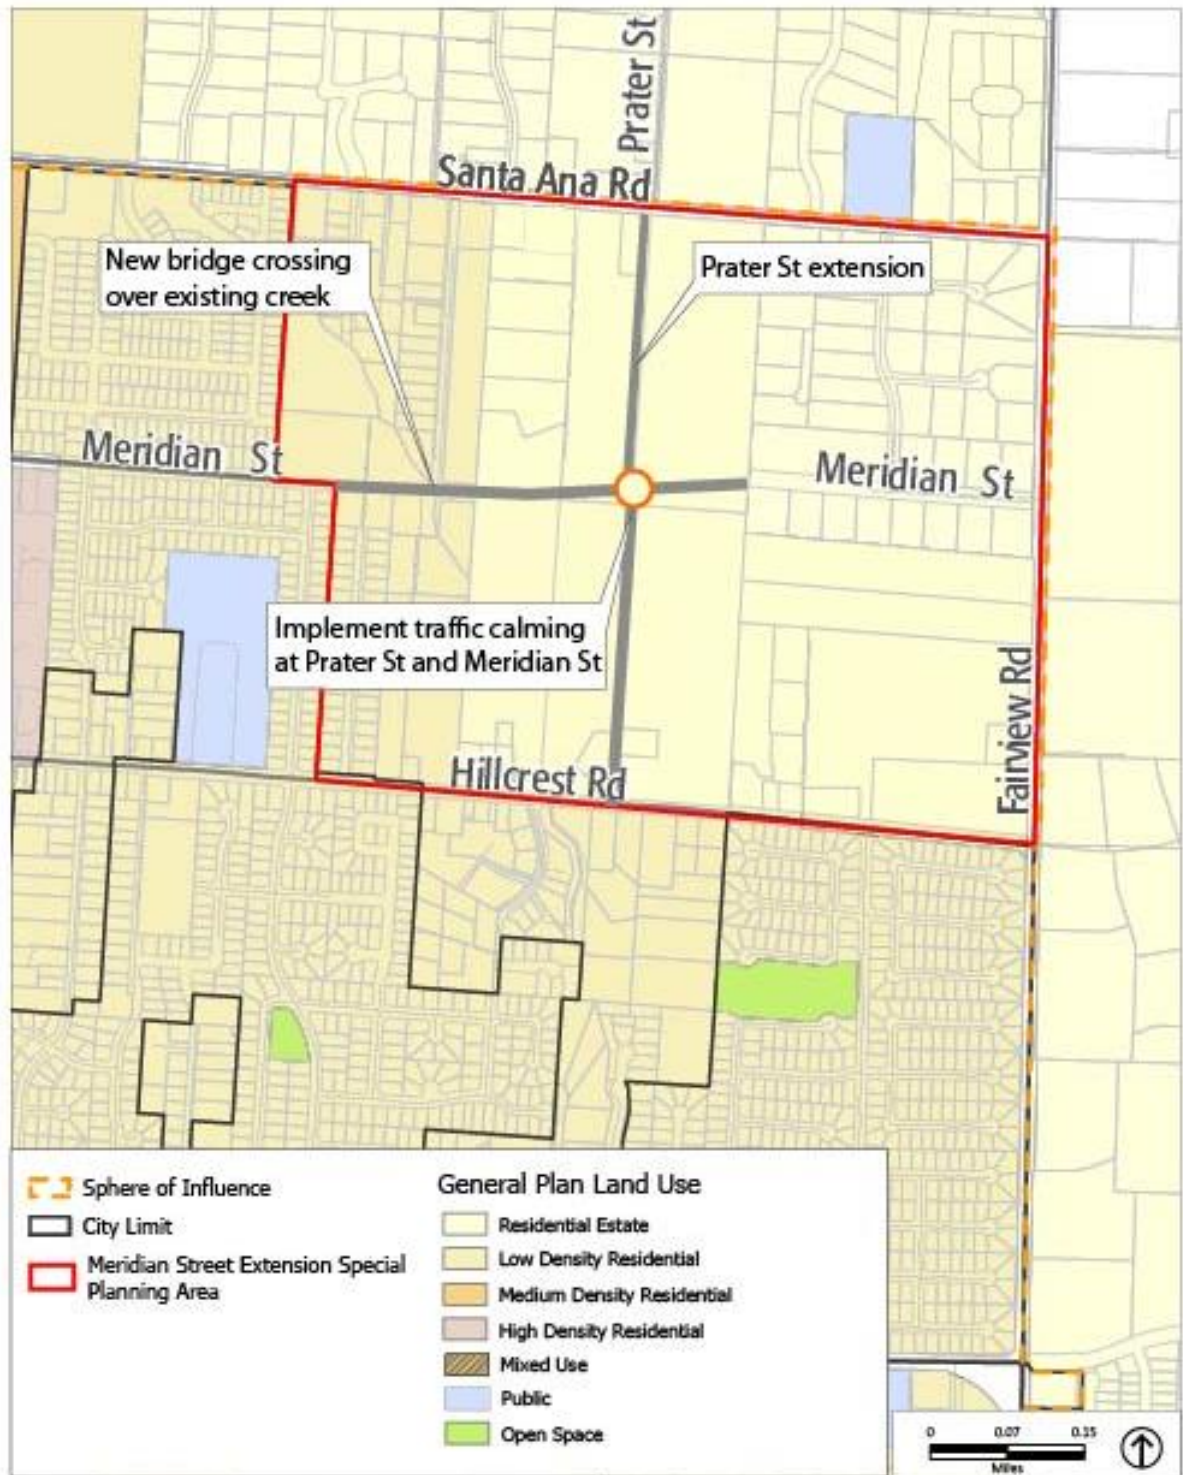 Prater St
Santa Ana Rd
New bridge crossing
over existing creek
Prater St extension
Meridian St
Meridian St
Implement traffic calming
at Prater St and Meridian St
Fairview Rd
Hillcrest Rd
Sphere of Influence
City Limit
Meridian Street Extension Special
Planning Area
General Plan Land Use
Residential Estate
Low Density Residential
Medium Density Residential
High Density Residential
Mixed Use
Public
Open Space
0 0.07 0.15
Miles